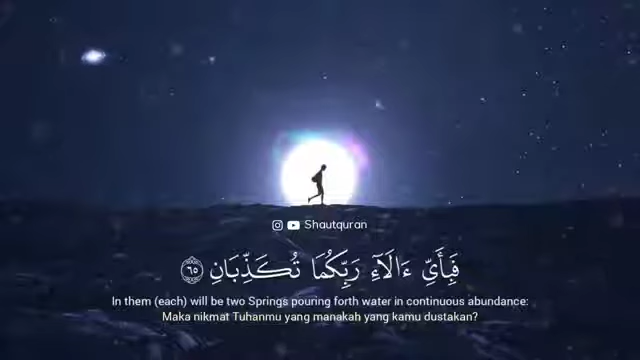 Shautquran
فَبِأَيِّ ءَالَآءِ رَبِّكُمَا تُكَذِّبَانِ ٦٥
In them (each) will be two Springs pouring forth water in continuous abundance:
Maka nikmat Tuhanmu yang manakah yang kamu dustakan?